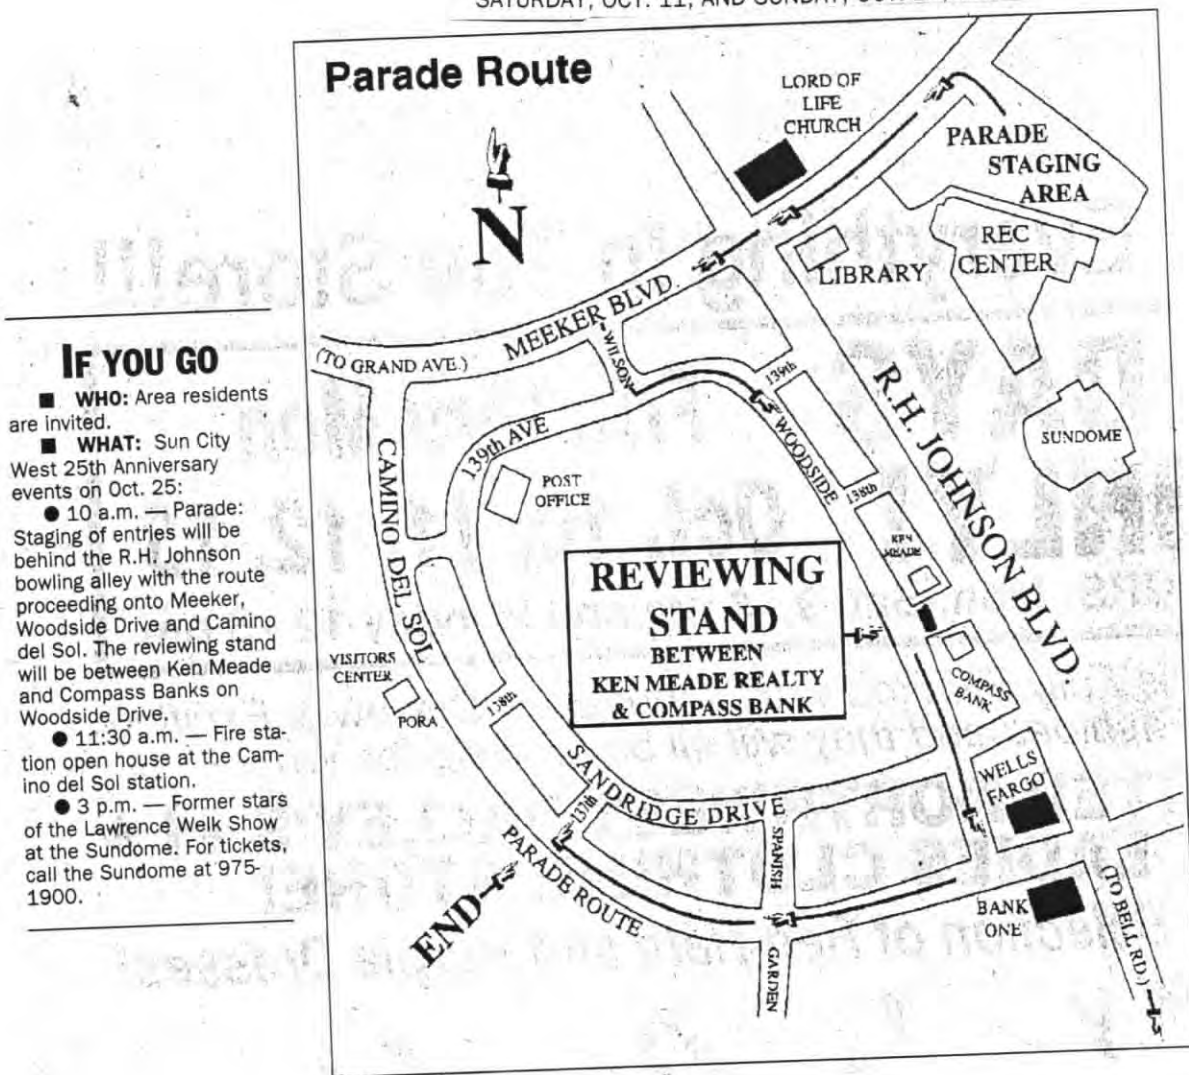 SATURDAY, OCT. 11, AND SUNDAY,
Parade Route
N
LORD OF
LIFE
CHURCH
PARADE
STAGING
AREA
REC
CENTER
LIBRARY
MEEKER BLVD.
(TO GRAND AVE.)
WILSON
139th
R.H. JOHNSON BLVD.
SUNDOME
139th AVE
WOODSIDE
138th
POST
OFFICE
CAMINO DEL SOL
KEN
MEADE
REVIEWING
STAND
BETWEEN
KEN MEADE REALTY
& COMPASS BANK
COMPASS
BANK
VISITORS
CENTER
PORA
138th
SANDRIDGE DRIVE
WELLS
FARGO
137th
SPANISH
PARADE ROUTE
END
BANK
ONE
(TO BELL RD.)
GARDEN
IF YOU GO
■ WHO: Area residents
are invited.
■ WHAT: Sun City
West 25th Anniversary
events on Oct. 25:
● 10 a.m. — Parade:
Staging of entries will be
behind the R.H. Johnson
bowling alley with the route
proceeding onto Meeker,
Woodside Drive and Camino
del Sol. The reviewing stand
will be between Ken Meade
and Compass Banks on
Woodside Drive.
● 11:30 a.m. — Fire sta-
tion open house at the Cam-
ino del Sol station.
● 3 p.m. — Former stars
of the Lawrence Welk Show
at the Sundome. For tickets,
call the Sundome at 975-
1900.